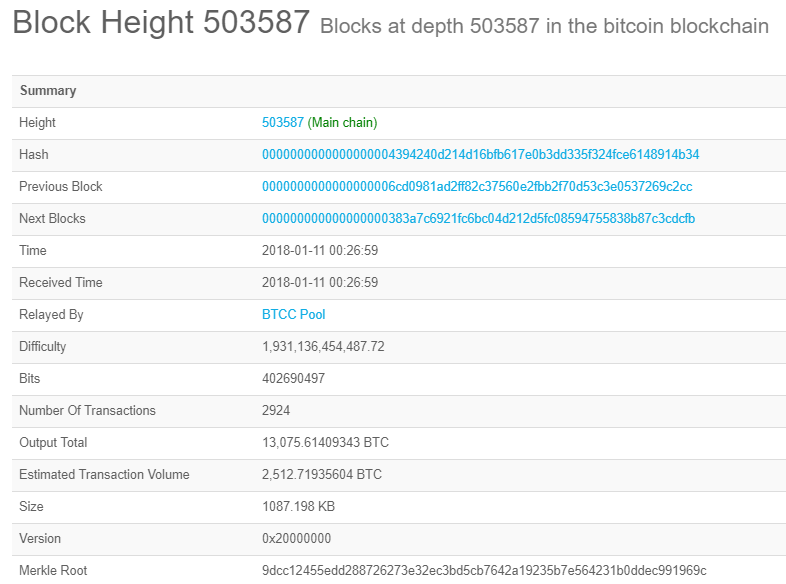 Block Height 503587 Blocks at depth 503587 in the bitcoin blockchain
Summary
Height 503587 (Main chain)
Hash 0000000000000000004394240d214d16bfb617e0b3dd335f324fce6148914b34
Previous Block 0000000000000000006cd0981ad2ff82c37560e2fbb2f70d53c3e0537269c2cc
Next Blocks 000000000000000000383a7c6921fc6bc04d212d5fc08594755838b87c3cdcfb
Time 2018-01-11 00:26:59
Received Time 2018-01-11 00:26:59
Relayed By BTCC Pool
Difficulty 1,931,136,454,487.72
Bits 402690497
Number Of Transactions 2924
Output Total 13,075.61409343 BTC
Estimated Transaction Volume 2,512.71935604 BTC
Size 1087.198 KB
Version 0x20000000
Merkle Root 9dcc12455edd288726273e32ec3bd5cb7642a19235b7e564231b0ddec991969c